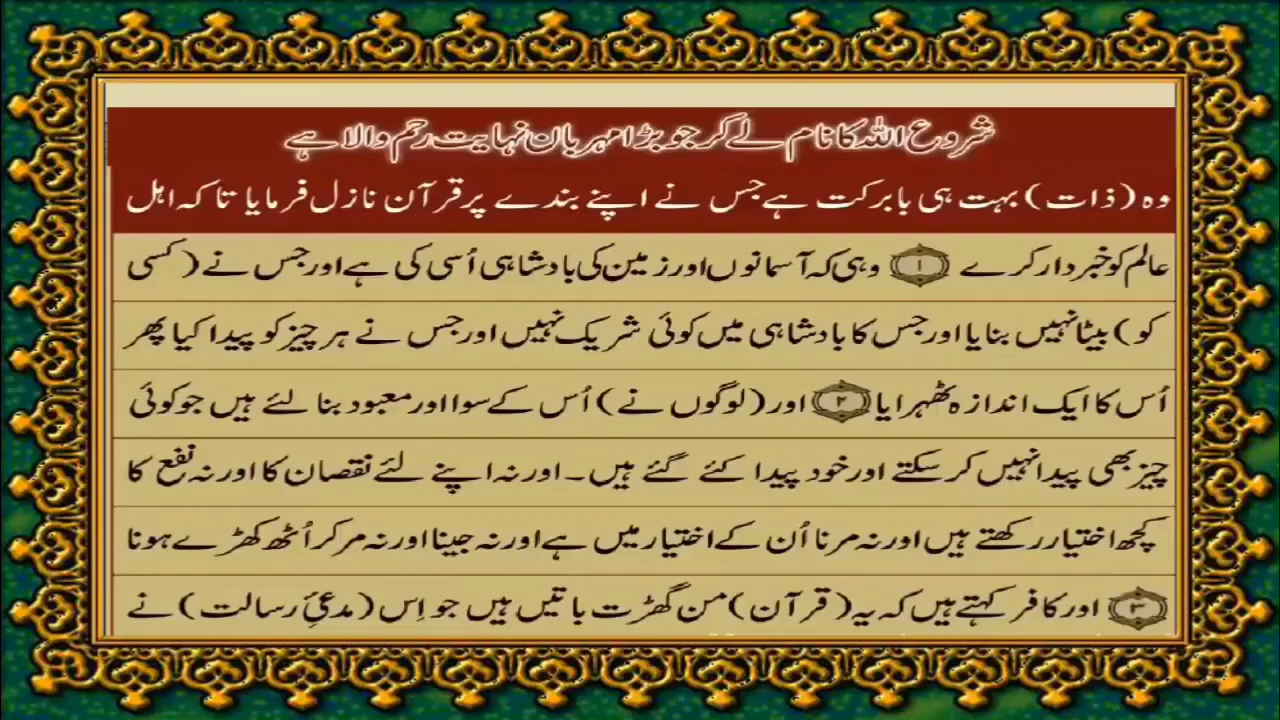 شروع اللہ کا نام لے کر جو بڑا مہربان نہایت رحم والا ہے
وہ (ذات) بہت ہی بابرکت ہے جس نے اپنے بندے پر قرآن نازل فرمایا تاکہ اہل
عالم کو خبردار کرے ۱ وہی کہ آسمانوں اور زمین کی بادشاہی اُسی کی ہے اور جس نے (کسی
کو) بیٹا نہیں بنایا اور جس کا بادشاہی میں کوئی شریک نہیں اور جس نے ہر چیز کو پیدا کیا پھر
اُس کا ایک اندازہ ٹھہرایا ۲ اور (لوگوں نے) اُس کے سوا اور معبود بنا لئے ہیں جو کوئی
چیز بھی پیدا نہیں کرسکتے اور خود پیدا کئے گئے ہیں۔ اور نہ اپنے لئے نقصان کا اور نہ نفع کا
کچھ اختیار رکھتے ہیں اور نہ مرنا اُن کے اختیار میں ہے اور نہ جینا اور نہ مر کر اُٹھ کھڑے ہونا
۳ اور کافر کہتے ہیں کہ یہ (قرآن) من گھڑت باتیں ہیں جو اِس (مدعیٔ رسالت) نے